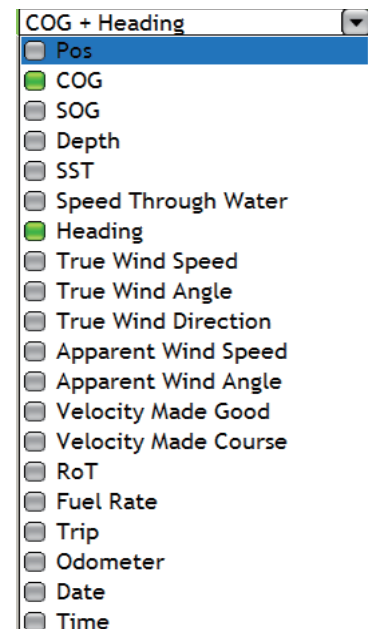 COG + Heading
Pos
COG
SOG
Depth
SST
Speed Through Water
Heading
True Wind Speed
True Wind Angle
True Wind Direction
Apparent Wind Speed
Apparent Wind Angle
Velocity Made Good
Velocity Made Course
RoT
Fuel Rate
Trip
Odometer
Date
Time